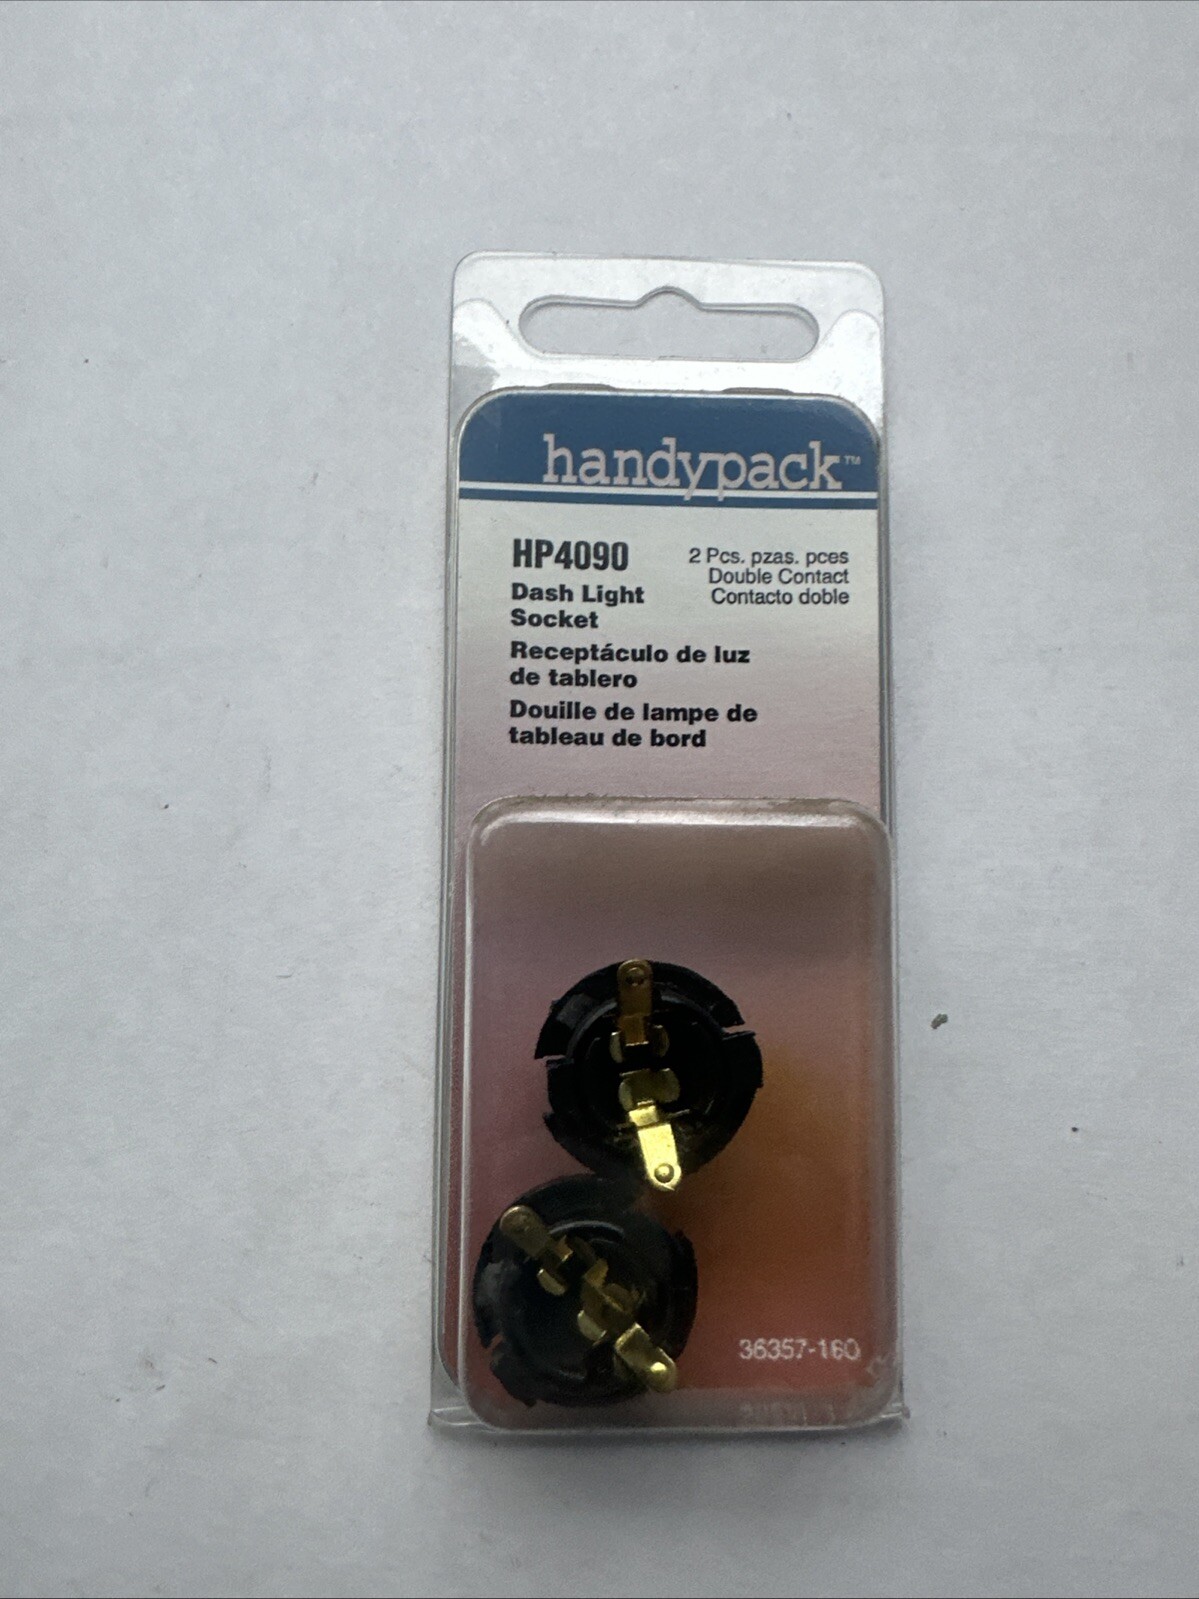 handypack™
HP4090
2 Pcs. pzas. pces
Double Contact
Contacto doble
Dash Light
Socket
Receptáculo de luz
de tablero
Douille de lampe de
tableau de bord
36357-160